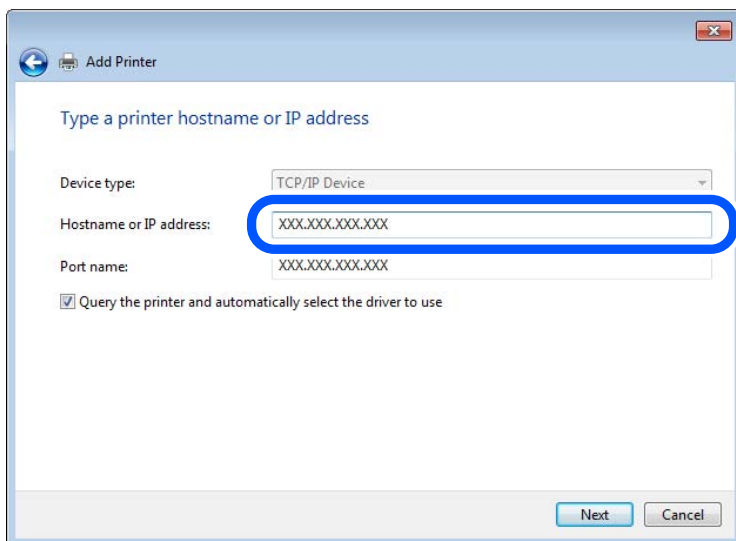 Add Printer
Type a printer hostname or IP address
Device type: TCP/IP Device
Hostname or IP address: XXX.XXX.XXX.XXX
Port name: XXX.XXX.XXX.XXX
Query the printer and automatically select the driver to use
Next Cancel